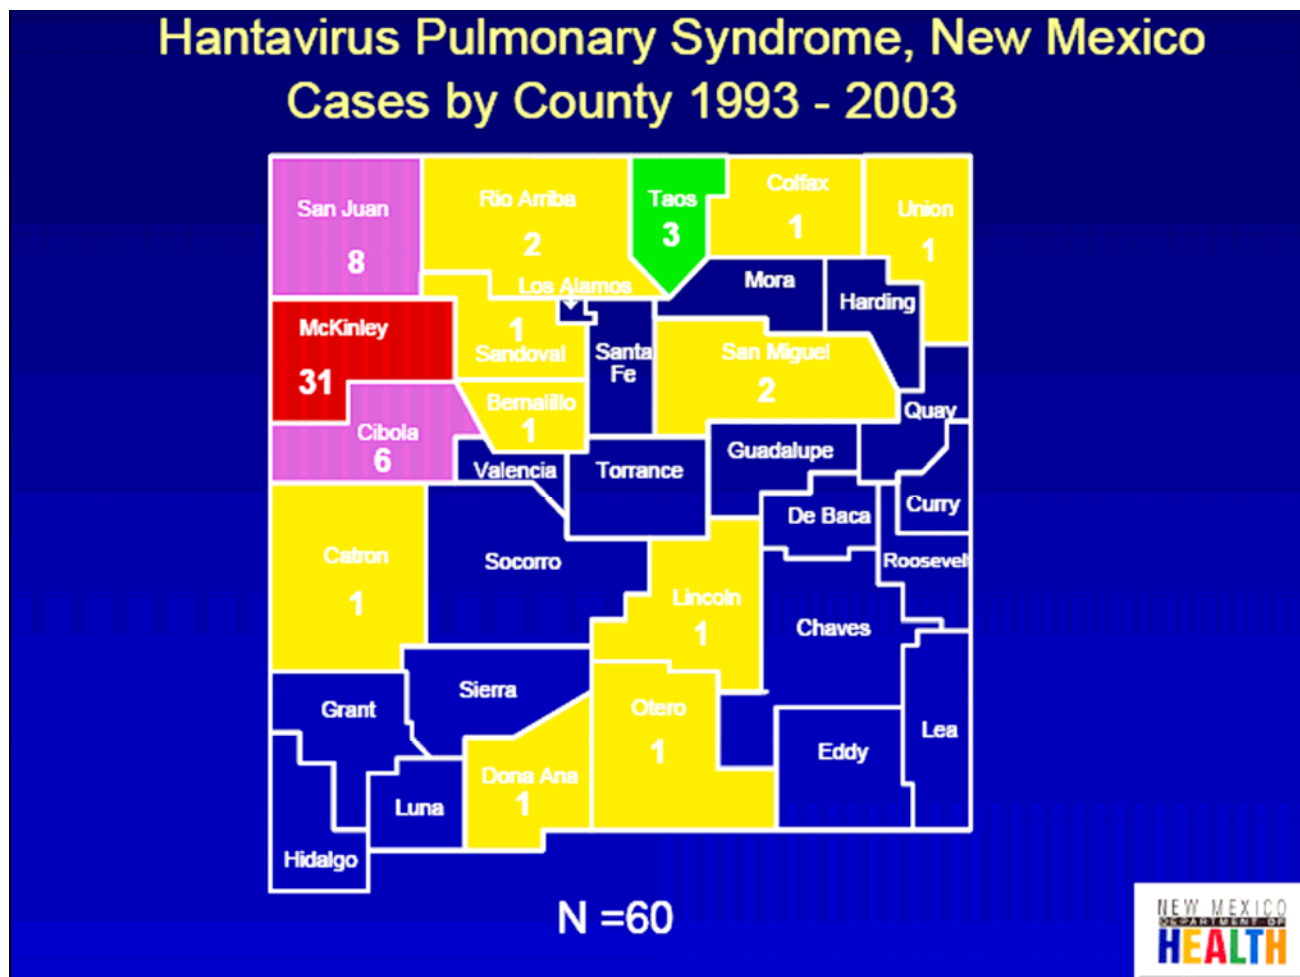 Hantavirus Pulmonary Syndrome, New Mexico
Cases by County 1993 - 2003
San Juan
8
Rio Arriba
2
Taos
3
Colfax
1
Union
1
Los Alamos
Mora
Harding
McKinley
31
1
Sandoval
Santa
Fe
San Miguel
2
Quay
Cibola
6
Bernalillo
1
Valencia
Torrance
Guadalupe
De Baca
Curry
Roosevelt
Catron
1
Socorro
Lincoln
1
Chaves
Grant
Sierra
Otero
1
Lea
Eddy
Dona Ana
1
Luna
Hidalgo
N =60
NEW MEXICO
DEPARTMENT OF
HEALTH